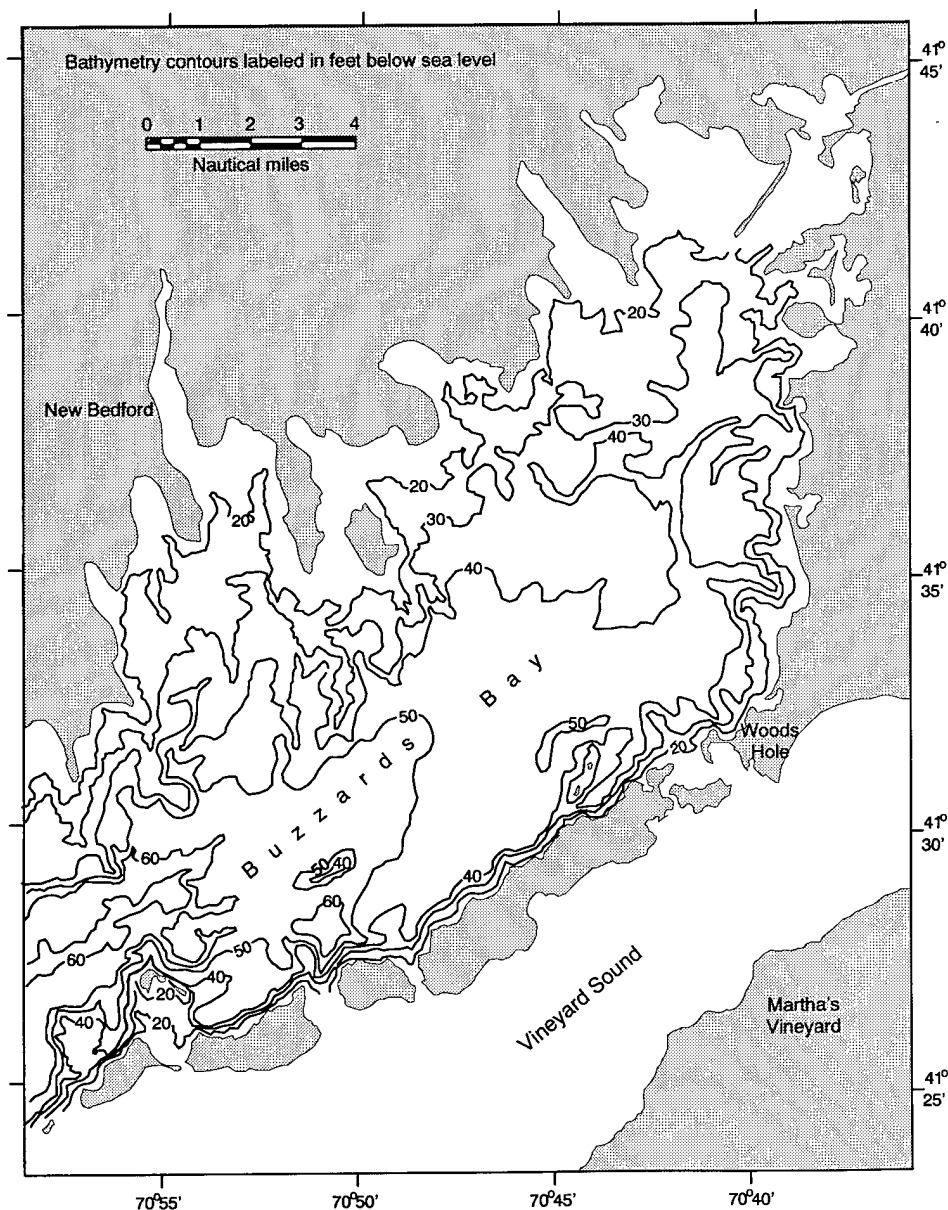 Bathymetry contours labeled in feet below sea level
0 1 2 3 4
Nautical miles
41°
45'
41°
40'
20
New Bedford
30
40
20
20
30
40
41°
35'
Bay
50
50
Woods
Hole
20
Buzzards
41°
30'
60
50 40
40
60
50
60
40
20
40
20
Vineyard Sound
Martha's
Vineyard
41°
25'
70°55' 70°50' 70°45' 70°40'